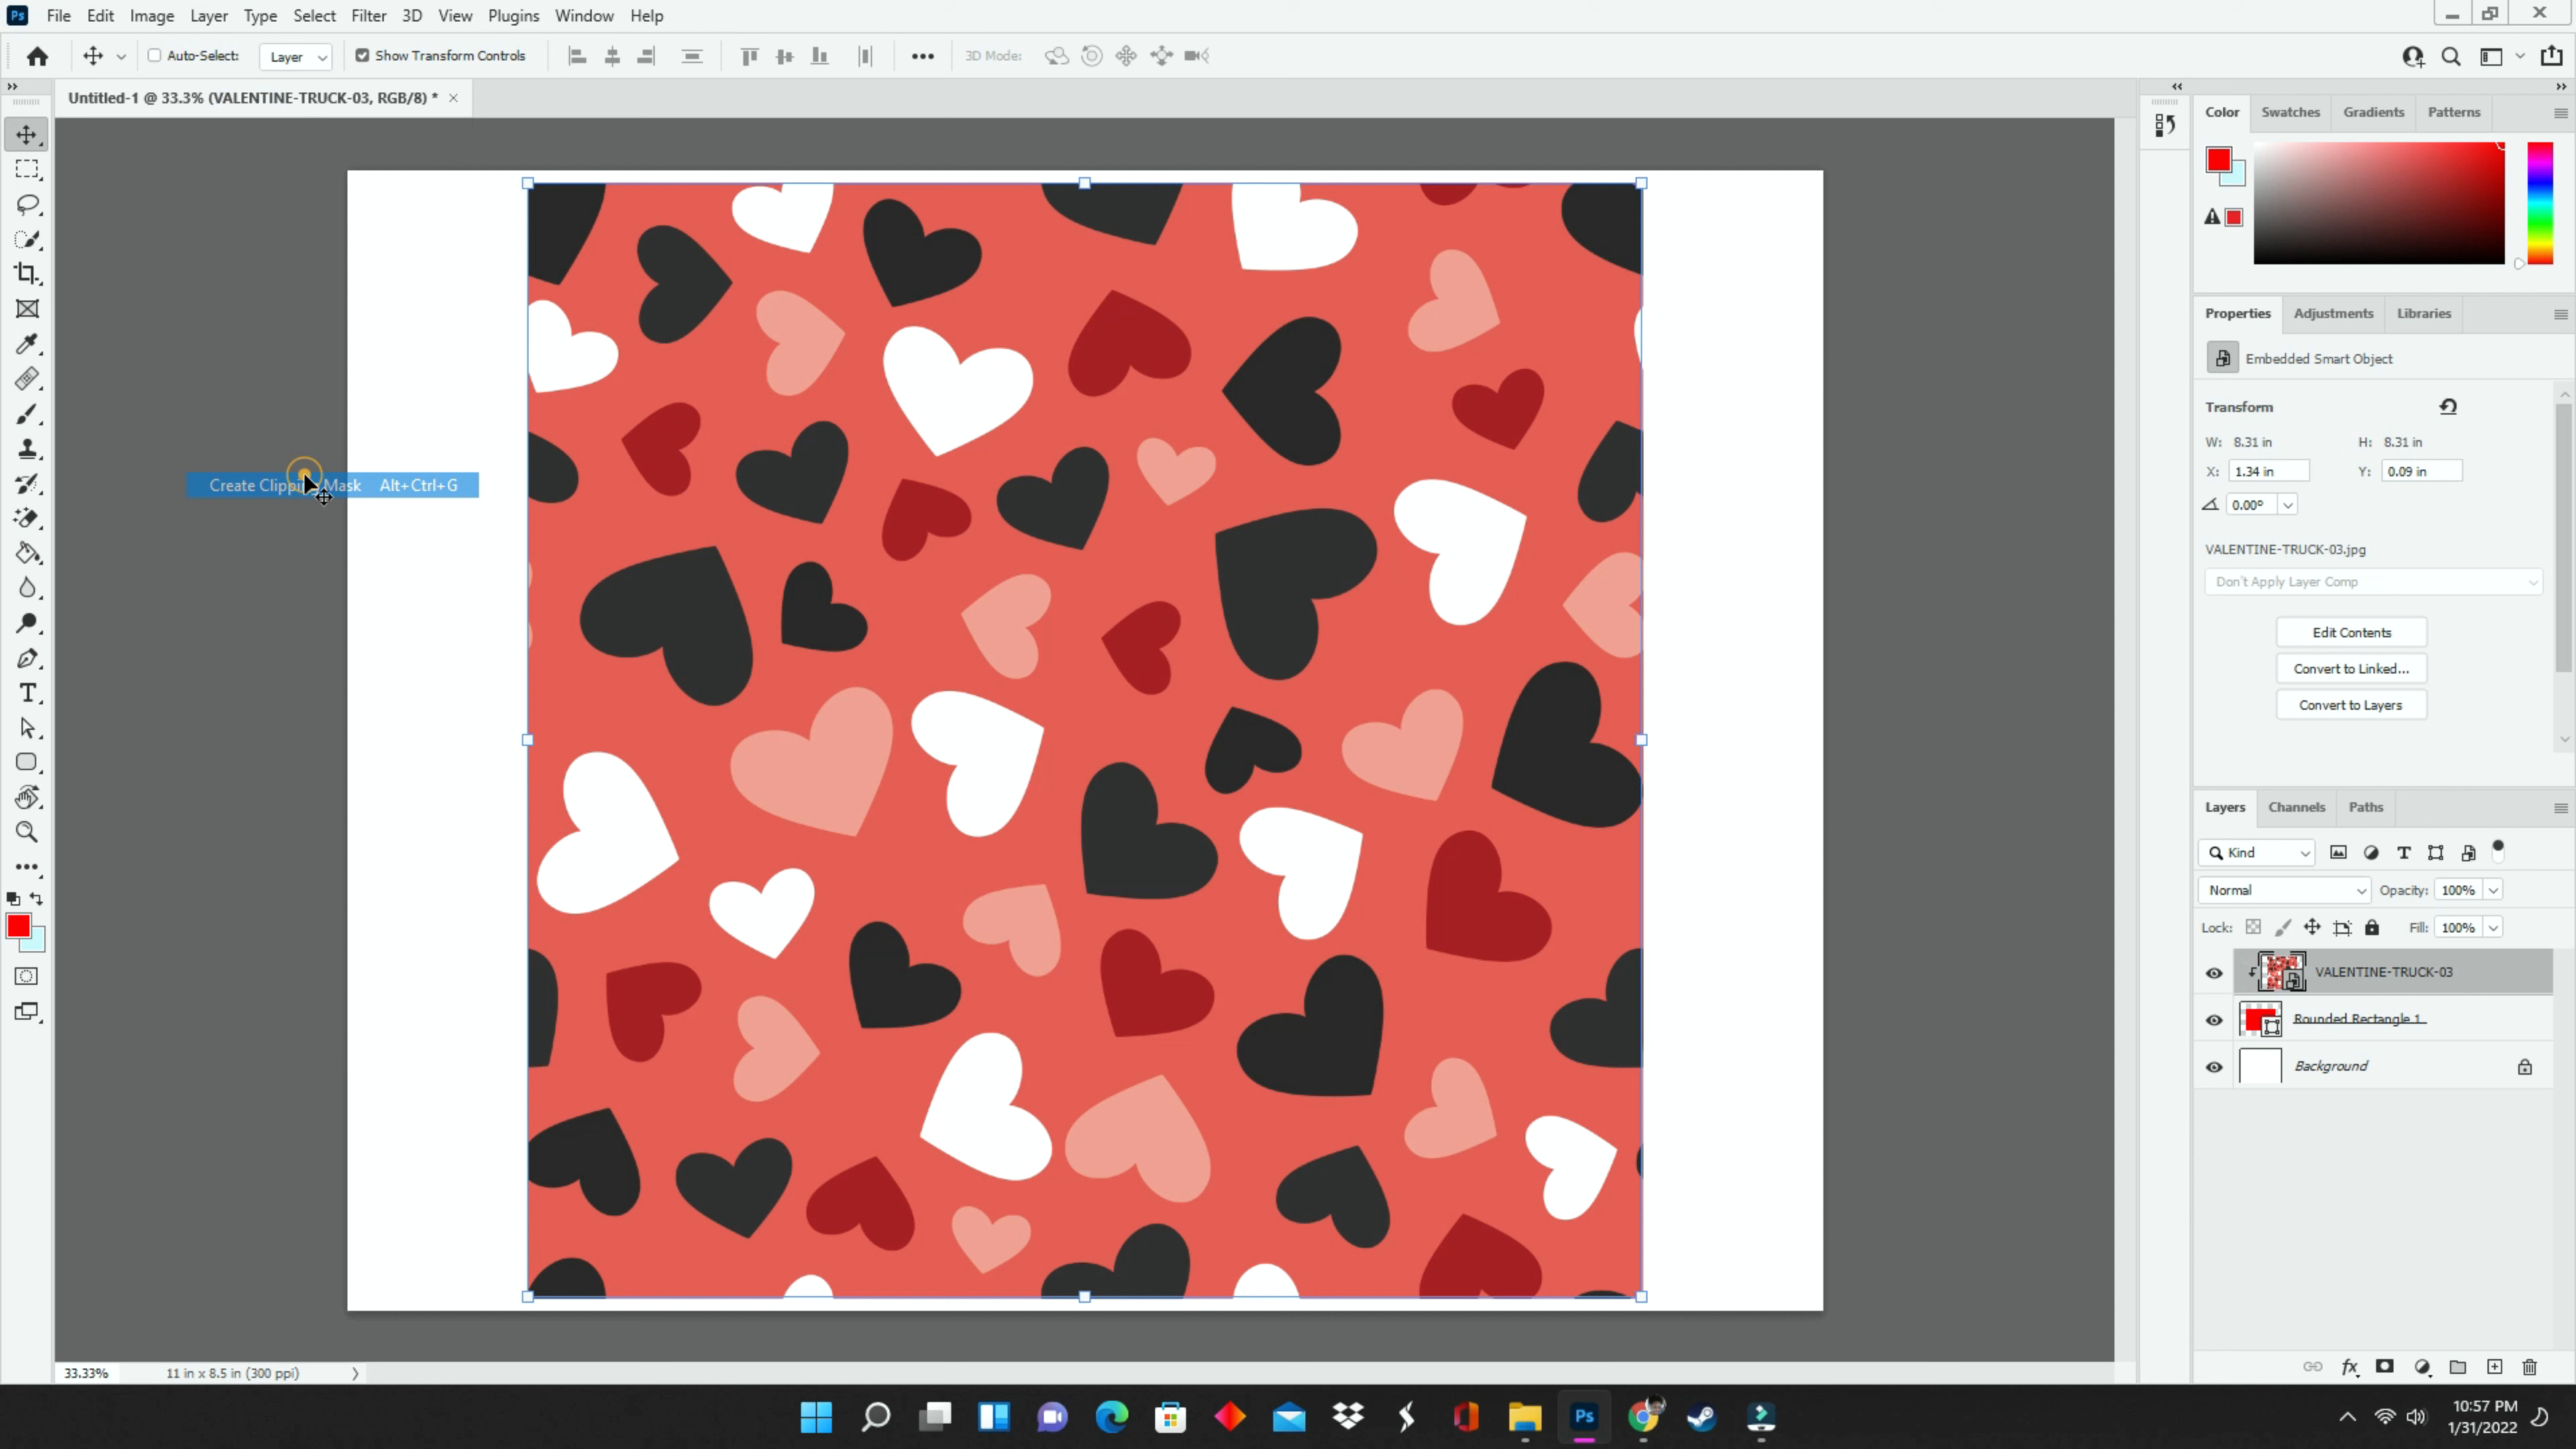 Ps File Edit Image Layer Type Select Filter 3D View Plugins Window Help
Auto-Select: Layer Show Transform Controls 3D Mode:
Untitled-1 @ 33.3% (VALENTINE-TRUCK-03, RGB/8) *
Color Swatches Gradients Patterns
Properties Adjustments Libraries
Embedded Smart Object
Transform
W: 8.31 in H: 8.31 in
X: 1.34 in Y: 0.09 in
Create Clipping Mask Alt+Ctrl+G
0.00°
VALENTINE-TRUCK-03.jpg
Don't Apply Layer Comp
Edit Contents
Convert to Linked...
Convert to Layers
Layers Channels Paths
Kind
Normal Opacity: 100%
Lock: Fill: 100%
VALENTINE-TRUCK-03
Rounded Rectangle 1
Background
33.33% 11 in x 8.5 in (300 ppi)
Ps
10:57 PM
1/31/2022